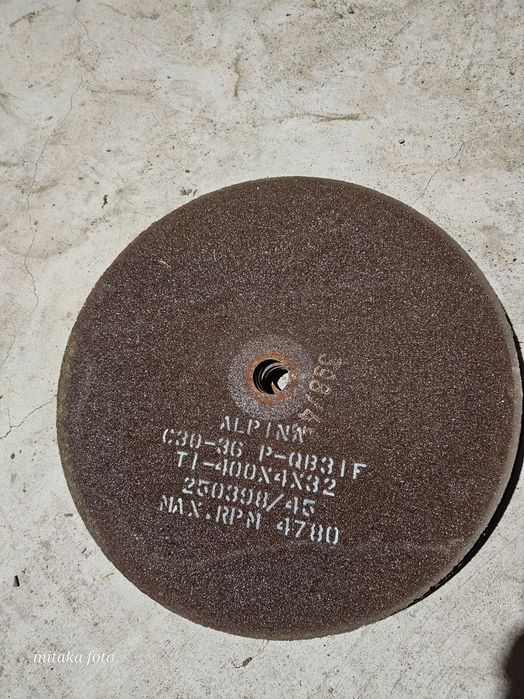 ALPINA
C30-36 P-QB31F
T1-400X4X32
250398/45
MAX.RPM 4780
mitaka foto